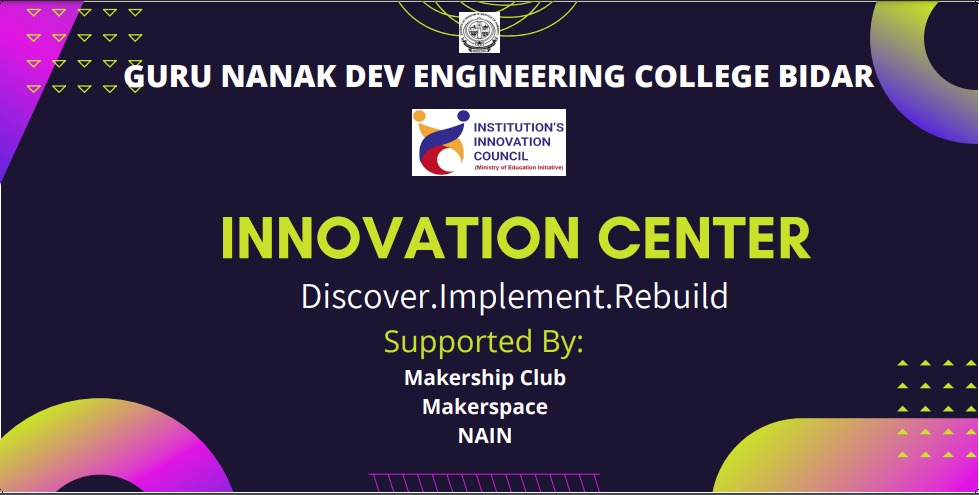 GURU NANAK DEV ENGINEERING COLLEGE BIDAR
INSTITUTION'S
INNOVATION
COUNCIL
(Ministry of Education Initiative)
INNOVATION CENTER
Discover.Implement.Rebuild
Supported By:
Makership Club
Makerspace
NAIN